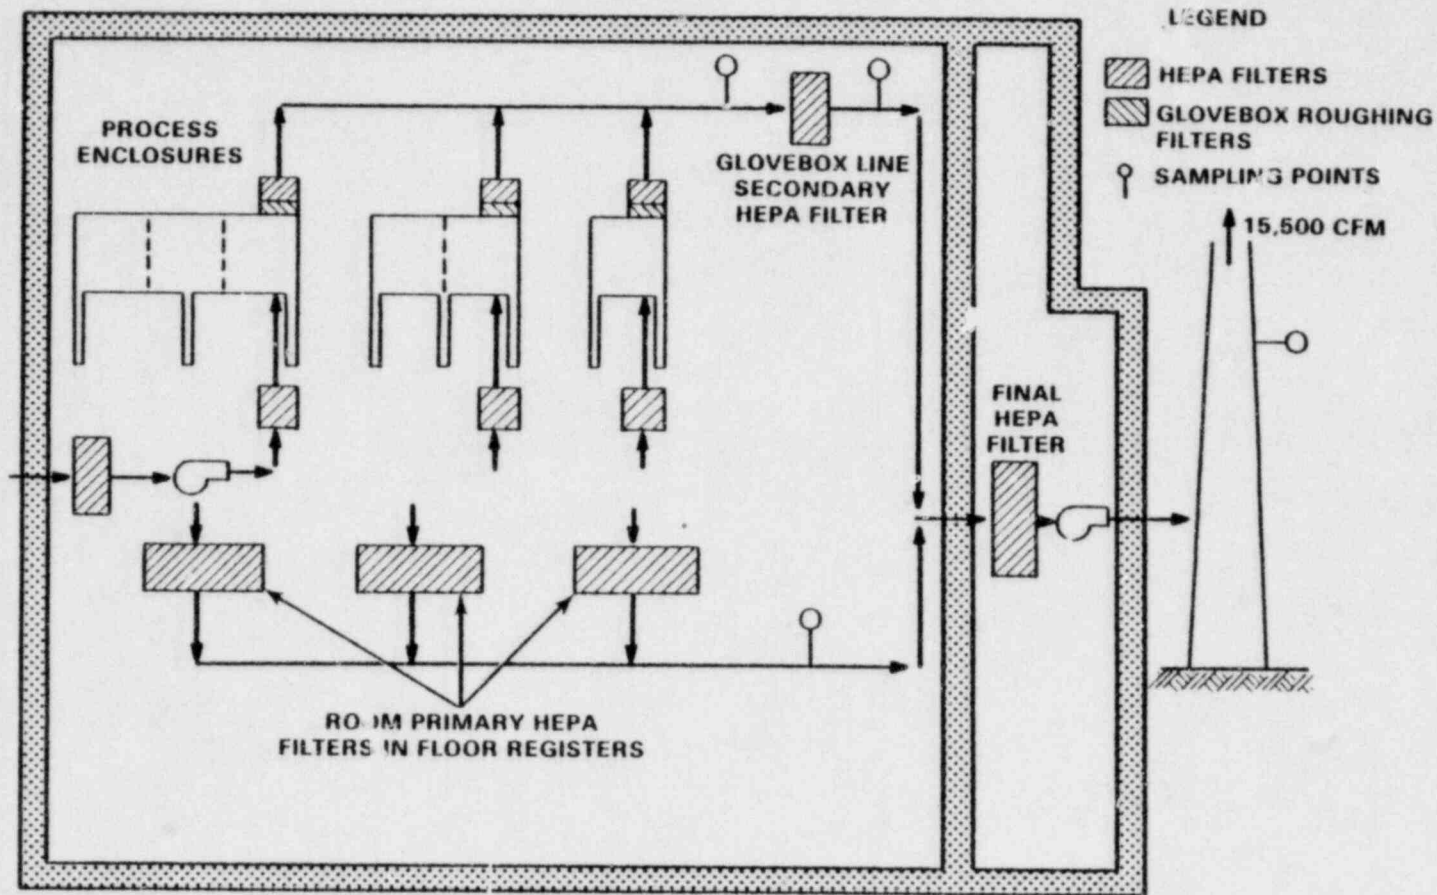 LEGEND
HEPA FILTERS
GLOVEBOX ROUGHING
FILTERS
SAMPLING POINTS
15,500 CFM
PROCESS
ENCLOSURES
GLOVEBOX LINE
SECONDARY
HEPA FILTER
FINAL
HEPA
FILTER
ROOM PRIMARY HEPA
FILTERS IN FLOOR REGISTERS